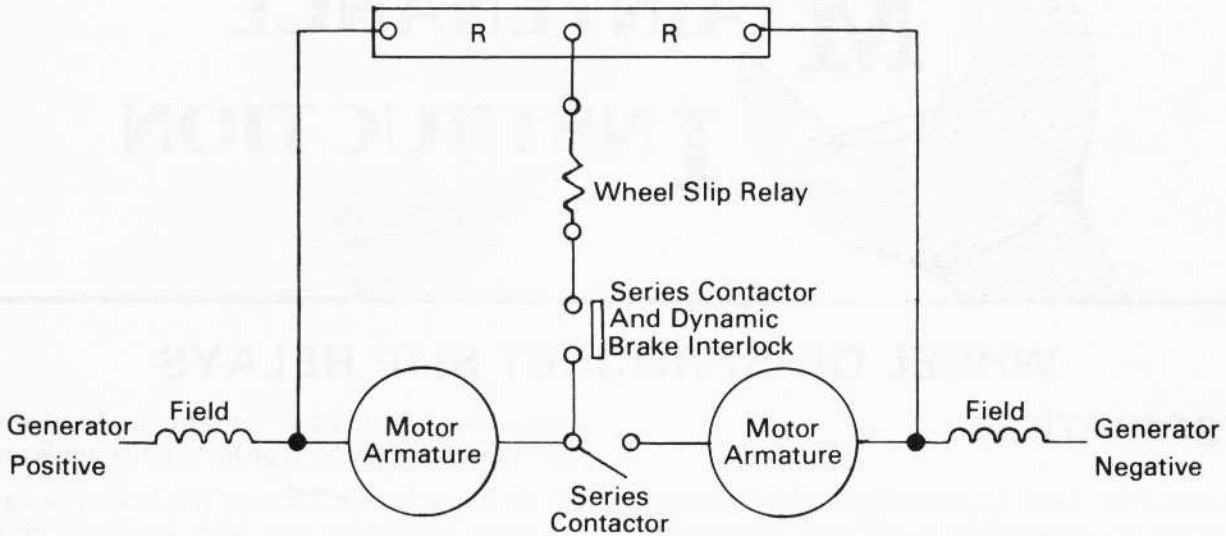 R R
Wheel Slip Relay
Series Contactor
And Dynamic
Brake Interlock
Generator
Positive
Field
Motor
Armature
Series
Contactor
Motor
Armature
Field
Generator
Negative